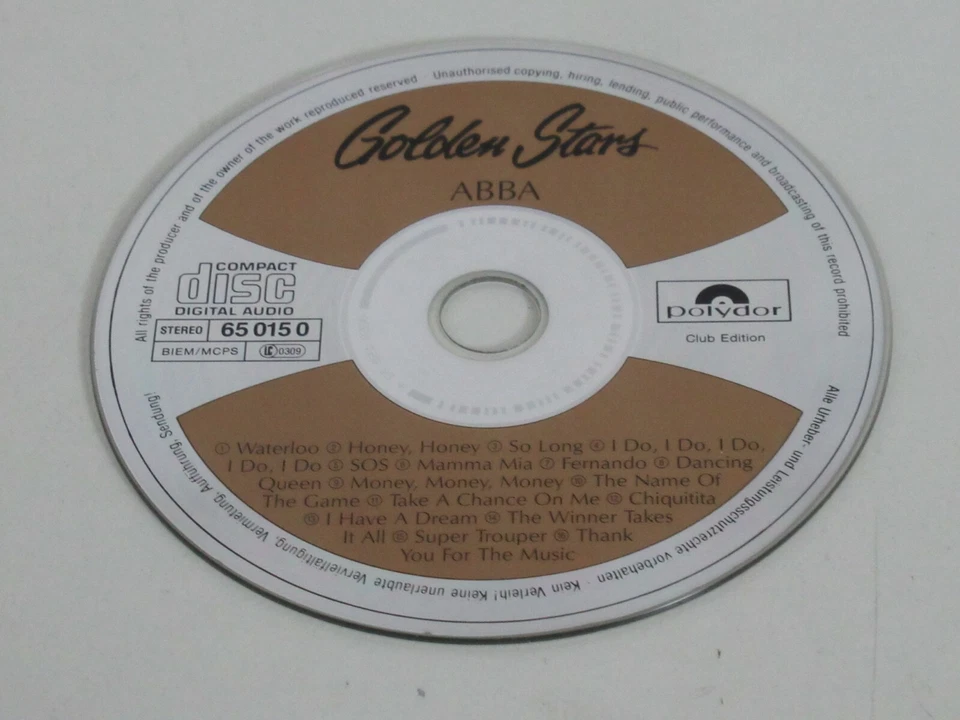 All rights of the producer and of the owner of the work reproduced reserved · Unauthorised copying, hiring, lending, public performance and broadcasting of this record prohibited
Golden Stars
ABBA
COMPACT
disc
DIGITAL AUDIO
STEREO 65 015 0
BIEM/MCPS LC 0309
polydor
Club Edition
① Waterloo ② Honey, Honey ③ So Long ④ I Do, I Do, I Do,
I Do, I Do ⑤ SOS ⑥ Mamma Mia ⑦ Fernando ⑧ Dancing
Queen ⑨ Money, Money, Money ⑩ The Name Of
The Game ⑪ Take A Chance On Me ⑫ Chiquitita
⑬ I Have A Dream ⑭ The Winner Takes
It All ⑮ Super Trouper ⑯ Thank
You For The Music
Alle Urheber- und Leistungsschutzrechte vorbehalten · Kein Verleih! Keine unerlaubte Vervielfältigung, Vermietung, Aufführung, Sendung!